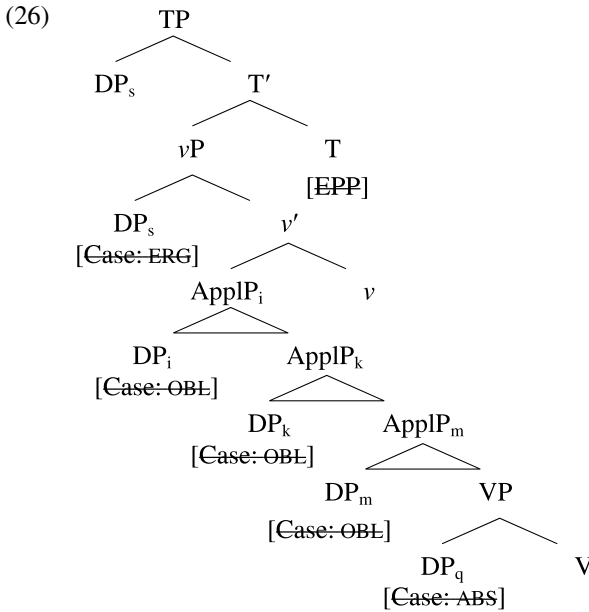 (26) TP
DPₛ T′
vP T
[EPP]
DPₛ v′
[Case: ERG]
ApplPᵢ v
DPᵢ ApplPₖ
[Case: OBL]
DPₖ ApplPₘ
[Case: OBL]
DPₘ VP
[Case: OBL]
DP_q V
[Case: ABS]